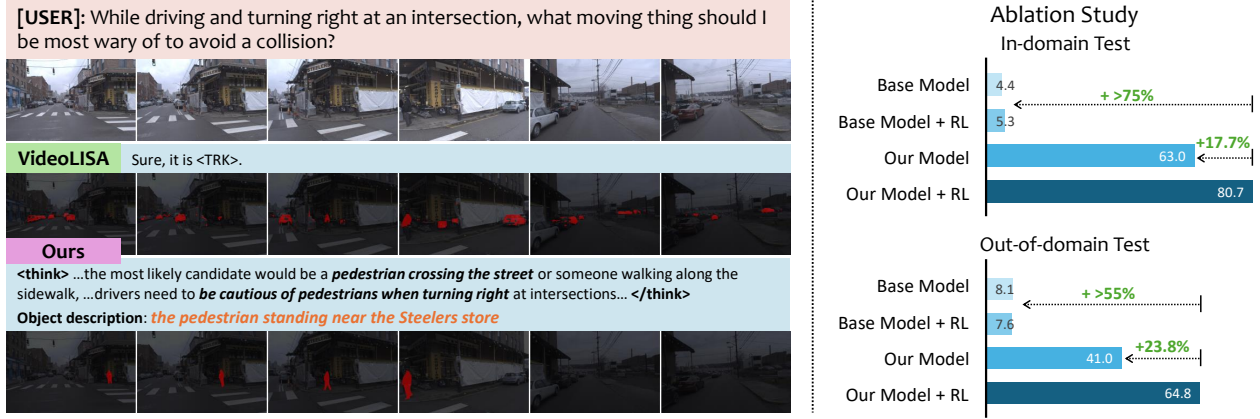 [USER]: While driving and turning right at an intersection, what moving thing should I
be most wary of to avoid a collision?
VideoLISA
Sure, it is <TRK>.
Ours
<think> ...the most likely candidate would be a pedestrian crossing the street or someone walking along the
sidewalk, ...drivers need to be cautious of pedestrians when turning right at intersections... </think>
Object description: the pedestrian standing near the Steelers store
Ablation Study
In-domain Test
Base Model
4.4
+ >75%
Base Model + RL
5.3
+17.7%
Our Model
63.0
Our Model + RL
80.7
Out-of-domain Test
Base Model
8.1
+ >55%
Base Model + RL
7.6
+23.8%
Our Model
41.0
Our Model + RL
64.8